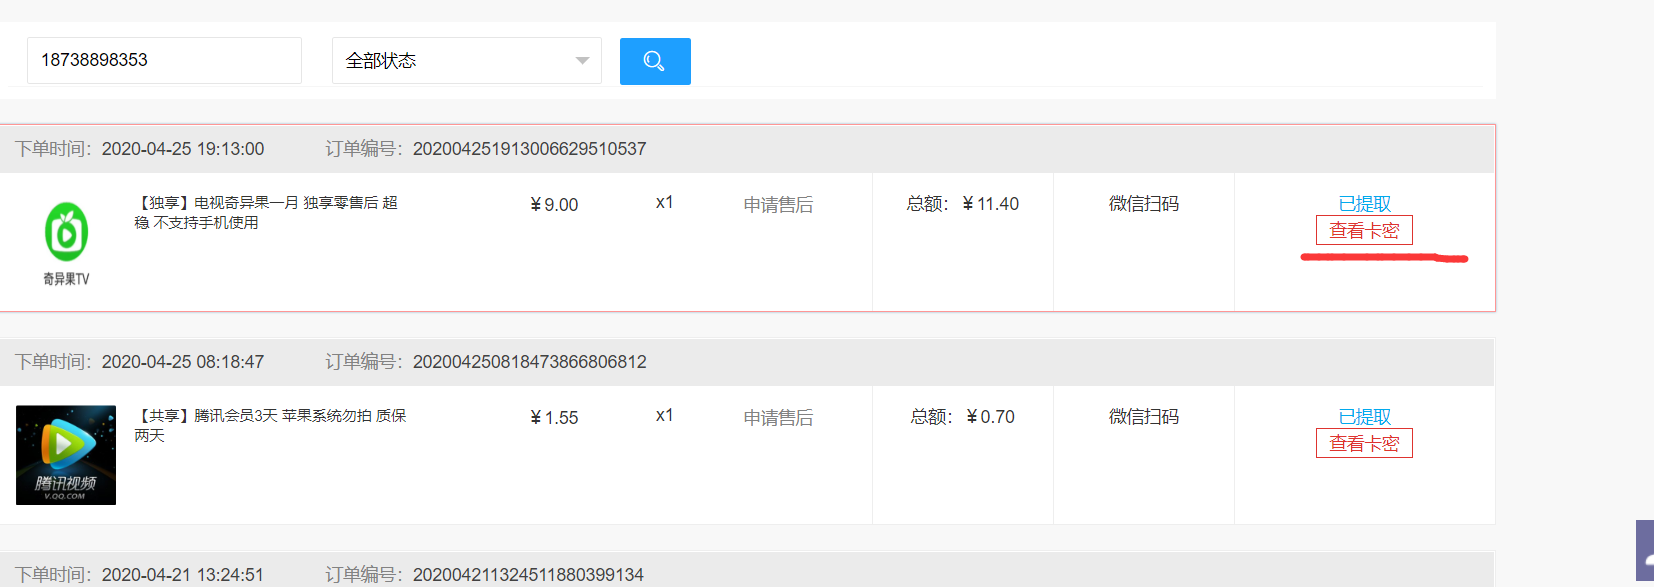 18738898353
全部状态
下单时间：2020-04-25 19:13:00 订单编号：202004251913006629510537
【独享】电视奇异果一月 独享零售后 超
稳 不支持手机使用
¥9.00
x1
申请售后
总额：¥11.40
微信扫码
已提取
查看卡密
奇异果TV
下单时间：2020-04-25 08:18:47 订单编号：202004250818473866806812
【共享】腾讯会员3天 苹果系统勿拍 质保
两天
¥1.55
x1
申请售后
总额：¥0.70
微信扫码
已提取
查看卡密
腾讯视频
V.QQ.COM
下单时间：2020-04-21 13:24:51 订单编号：202004211324511880399134